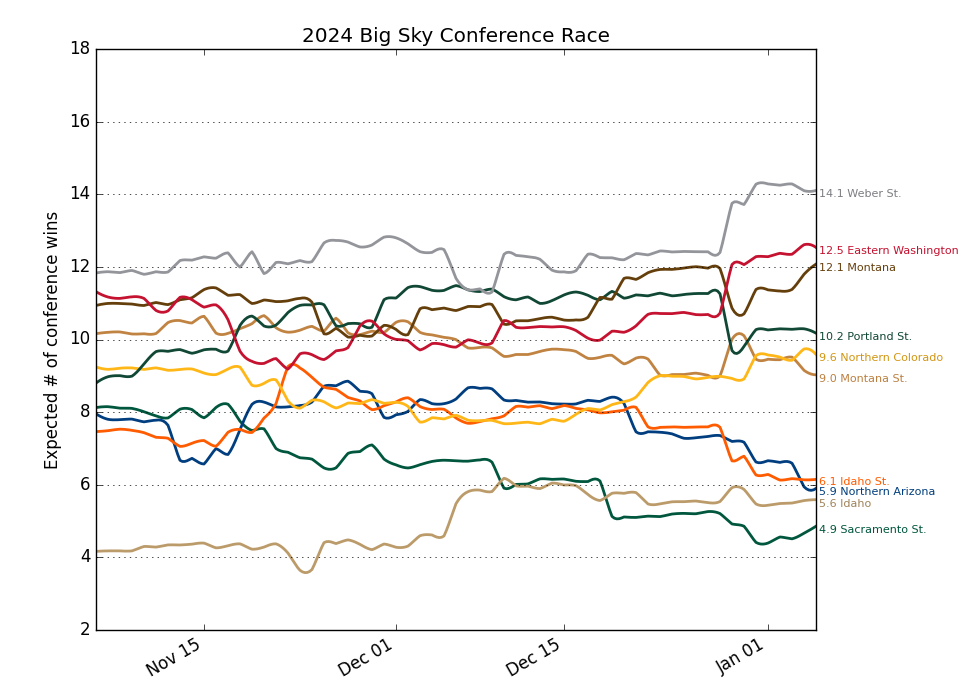 2024 Big Sky Conference Race
Expected # of conference wins
18
16
14
12
10
8
6
4
2
Nov 15
Dec 01
Dec 15
Jan 01
14.1 Weber St.
12.5 Eastern Washington
12.1 Montana
10.2 Portland St.
9.6 Northern Colorado
9.0 Montana St.
6.1 Idaho St.
5.9 Northern Arizona
5.6 Idaho
4.9 Sacramento St.